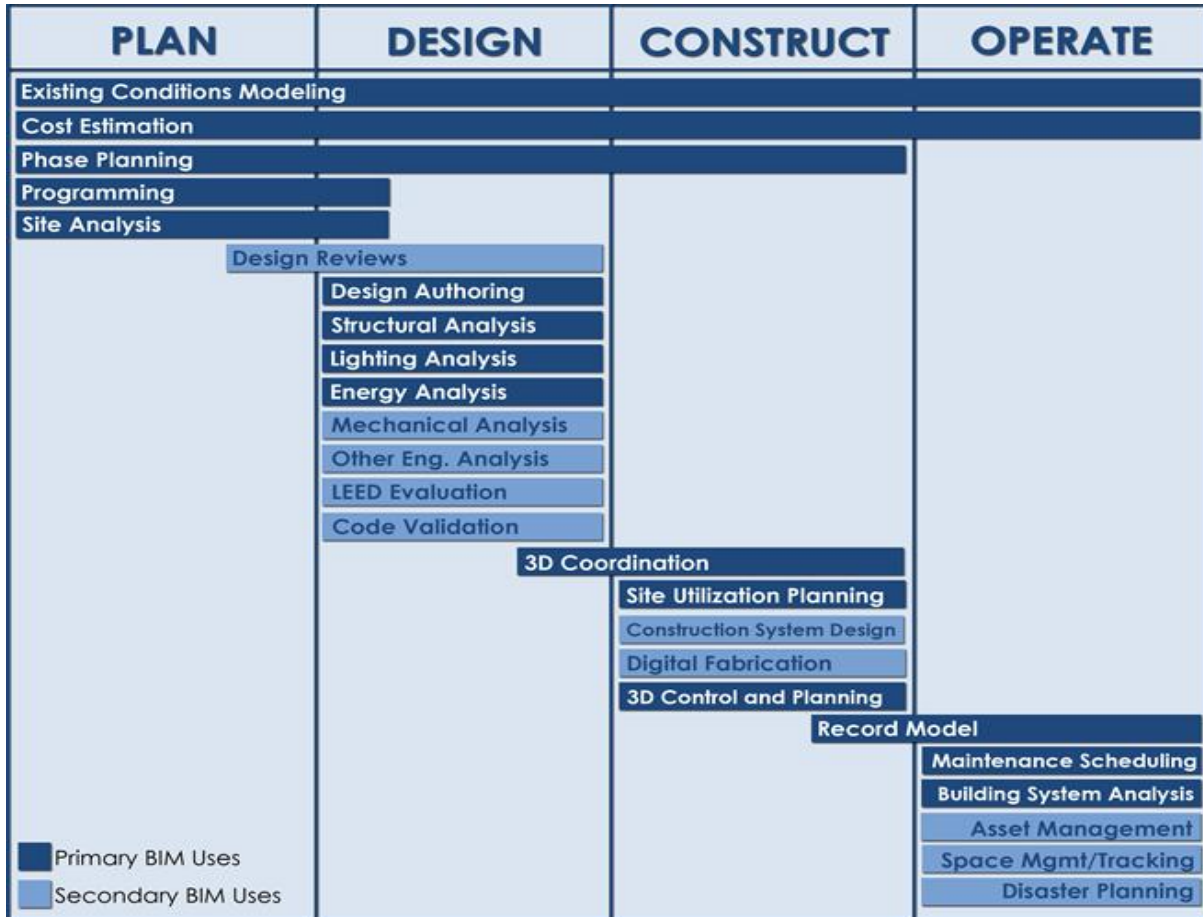 PLAN
DESIGN
CONSTRUCT
OPERATE
Existing Conditions Modeling
Cost Estimation
Phase Planning
Programming
Site Analysis
Design Reviews
Design Authoring
Structural Analysis
Lighting Analysis
Energy Analysis
Mechanical Analysis
Other Eng. Analysis
LEED Evaluation
Code Validation
3D Coordination
Site Utilization Planning
Construction System Design
Digital Fabrication
3D Control and Planning
Record Model
Maintenance Scheduling
Building System Analysis
Asset Management
Space Mgmt/Tracking
Disaster Planning
Primary BIM Uses
Secondary BIM Uses